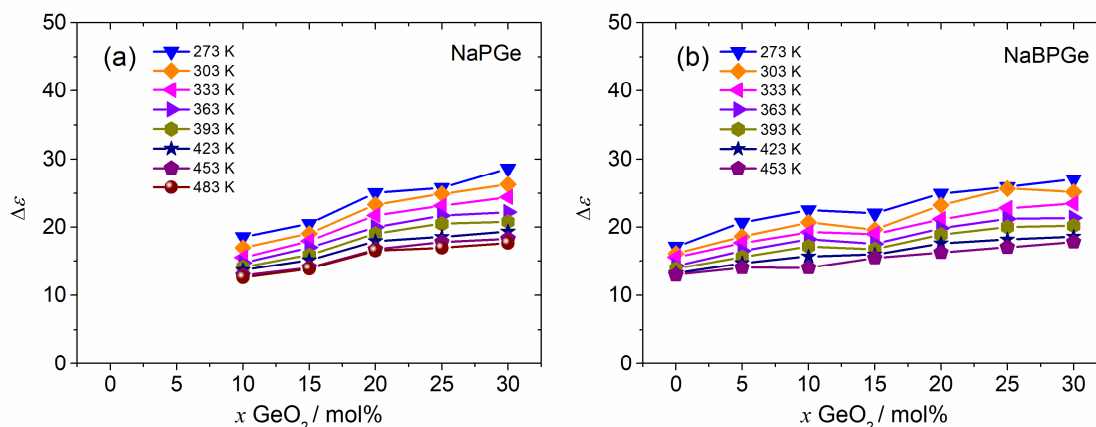 (a)
NaPGe
273 K
303 K
333 K
363 K
393 K
423 K
453 K
483 K
50
40
30
20
10
0
Δε
0 5 10 15 20 25 30
x GeO₂ / mol%
(b)
NaBPGe
273 K
303 K
333 K
363 K
393 K
423 K
453 K
50
40
30
20
10
0
Δε
0 5 10 15 20 25 30
x GeO₂ / mol%